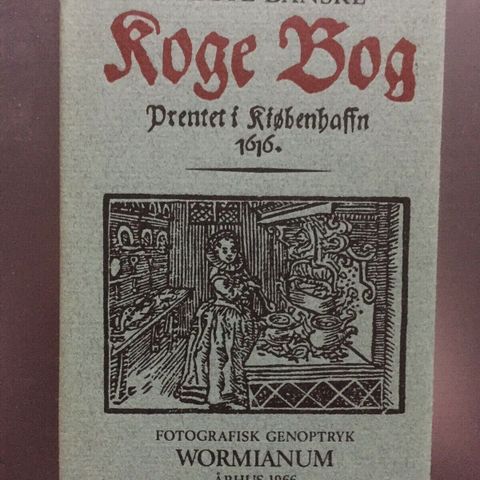 DANSKE
Koge Bog
Prentet i Kiøbenhaffn
1616.
FOTOGRAFISK GENOPTRYK
WORMIANUM
ÅRHUS 1966